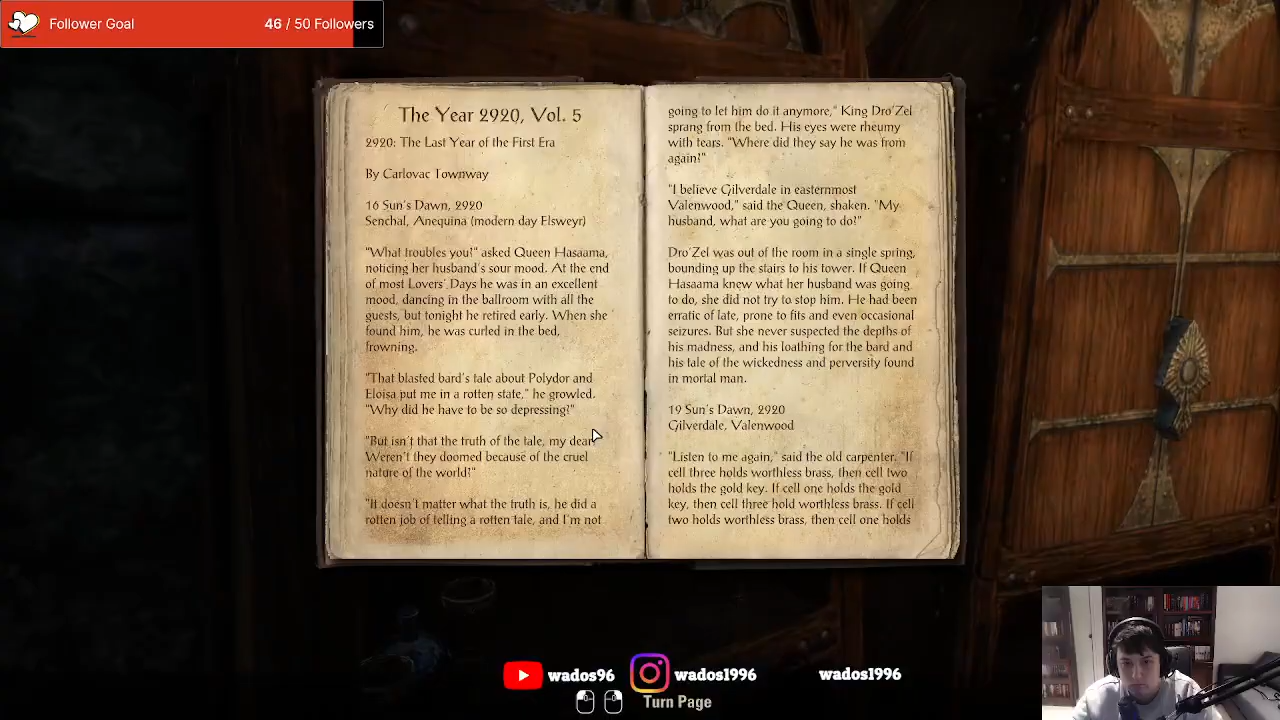 Follower Goal
46 / 50 Followers
The Year 2920, Vol. 5
2920: The Last Year of the First Era
By Carlovac Townway
16 Sun's Dawn, 2920
Senchal, Anequina (modern day Elsweyr)
"What troubles you?" asked Queen Hasaama,
noticing her husband's sour mood. At the end
of most Lovers' Days he was in an excellent
mood, dancing in the ballroom with all the
guests, but tonight he retired early. When she
found him, he was curled in the bed,
frowning.
"That blasted bard's tale about Polydor and
Eloisa put me in a rotten state," he growled.
"Why did he have to be so depressing?"
"But isn't that the truth of the tale, my dear?
Weren't they doomed because of the cruel
nature of the world?"
"It doesn't matter what the truth is, he did a
rotten job of telling a rotten tale, and I'm not
going to let him do it anymore," King Dro'Zel
sprang from the bed. His eyes were rheumy
with tears. "Where did they say he was from
again?"
"I believe Gilverdale in easternmost
Valenwood," said the Queen, shaken. "My
husband, what are you going to do?"
Dro'Zel was out of the room in a single spring,
bounding up the stairs to his tower. If Queen
Hasaama knew what her husband was going
to do, she did not try to stop him. He had been
erratic of late, prone to fits and even occasional
seizures. But she never suspected the depths of
his madness, and his loathing for the bard and
his tale of the wickedness and perversity found
in mortal man.
19 Sun's Dawn, 2920
Gilverdale, Valenwood
"Listen to me again," said the old carpenter. "If
cell three holds worthless brass, then cell two
holds the gold key. If cell one holds the gold
key, then cell three hold worthless brass. If cell
two holds worthless brass, then cell one holds
wados96
wados1996
wados1996
Turn Page